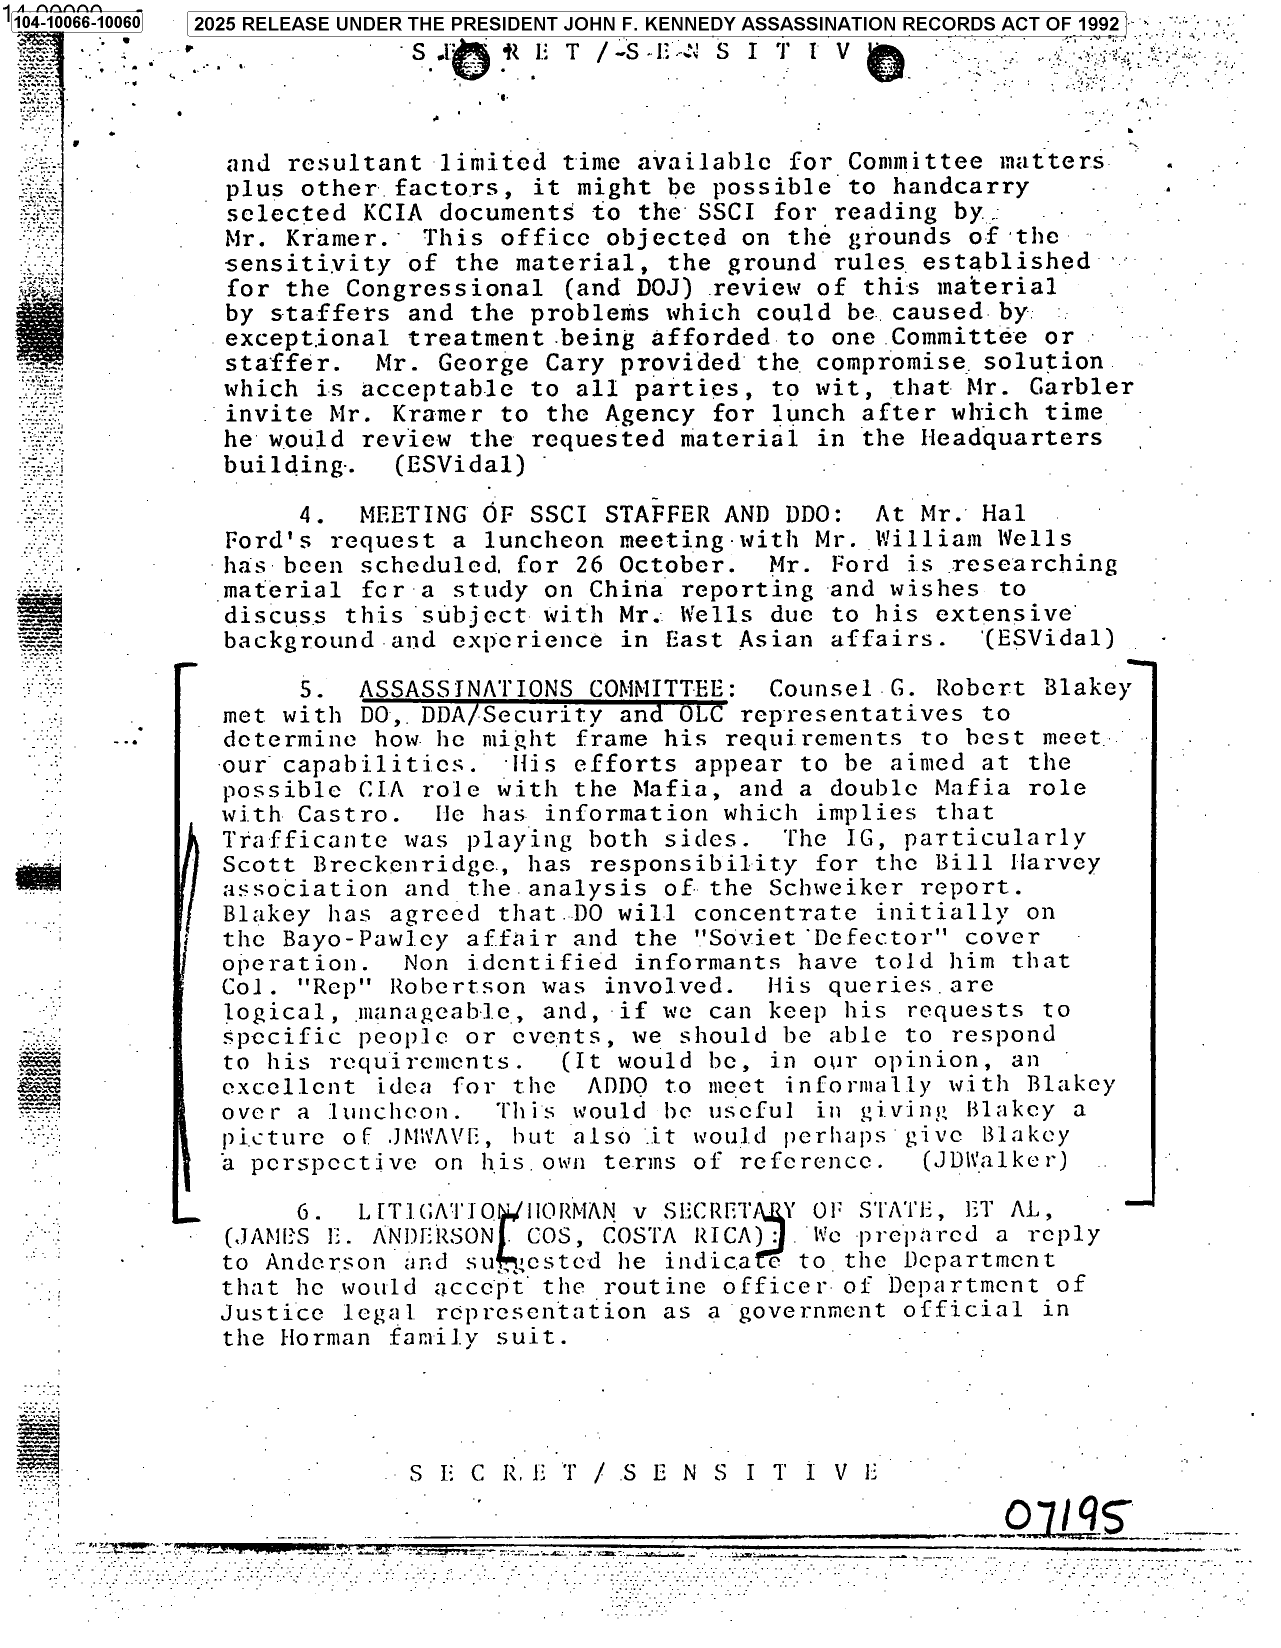 14-00000
104-10066-10060
2025 RELEASE UNDER THE PRESIDENT JOHN F. KENNEDY ASSASSINATION RECORDS ACT OF 1992
S E C R E T / S E N S I T I V E
and resultant limited time available for Committee matters
plus other factors, it might be possible to handcarry
selected KCIA documents to the SSCI for reading by
Mr. Kramer. This office objected on the grounds of the
sensitivity of the material, the ground rules established
for the Congressional (and DOJ) review of this material
by staffers and the problems which could be caused by
exceptional treatment being afforded to one Committee or
staffer. Mr. George Cary provided the compromise solution
which is acceptable to all parties, to wit, that Mr. Garbler
invite Mr. Kramer to the Agency for lunch after which time
he would review the requested material in the Headquarters
building. (ESVidal)
4. MEETING OF SSCI STAFFER AND DDO: At Mr. Hal
Ford's request a luncheon meeting with Mr. William Wells
has been scheduled for 26 October. Mr. Ford is researching
material for a study on China reporting and wishes to
discuss this subject with Mr. Wells due to his extensive
background and experience in East Asian affairs. (ESVidal)
5. ASSASSINATIONS COMMITTEE: Counsel G. Robert Blakey
met with DO, DDA/Security and OLC representatives to
determine how he might frame his requirements to best meet
our capabilities. His efforts appear to be aimed at the
possible CIA role with the Mafia, and a double Mafia role
with Castro. He has information which implies that
Trafficante was playing both sides. The IG, particularly
Scott Breckenridge, has responsibility for the Bill Harvey
association and the analysis of the Schweiker report.
Blakey has agreed that DO will concentrate initially on
the Bayo-Pawley affair and the "Soviet Defector" cover
operation. Non identified informants have told him that
Col. "Rep" Robertson was involved. His queries are
logical, manageable, and, if we can keep his requests to
specific people or events, we should be able to respond
to his requirements. (It would be, in our opinion, an
excellent idea for the ADDO to meet informally with Blakey
over a luncheon. This would be useful in giving Blakey a
picture of JMWAVE, but also it would perhaps give Blakey
a perspective on his own terms of reference. (JDWalker)
6. LITIGATION/HORMAN v SECRETARY OF STATE, ET AL,
(JAMES E. ANDERSON[ COS, COSTA RICA):] We prepared a reply
to Anderson and suggested he indicate to the Department
that he would accept the routine officer of Department of
Justice legal representation as a government official in
the Horman family suit.
S E C R E T / S E N S I T I V E
07195